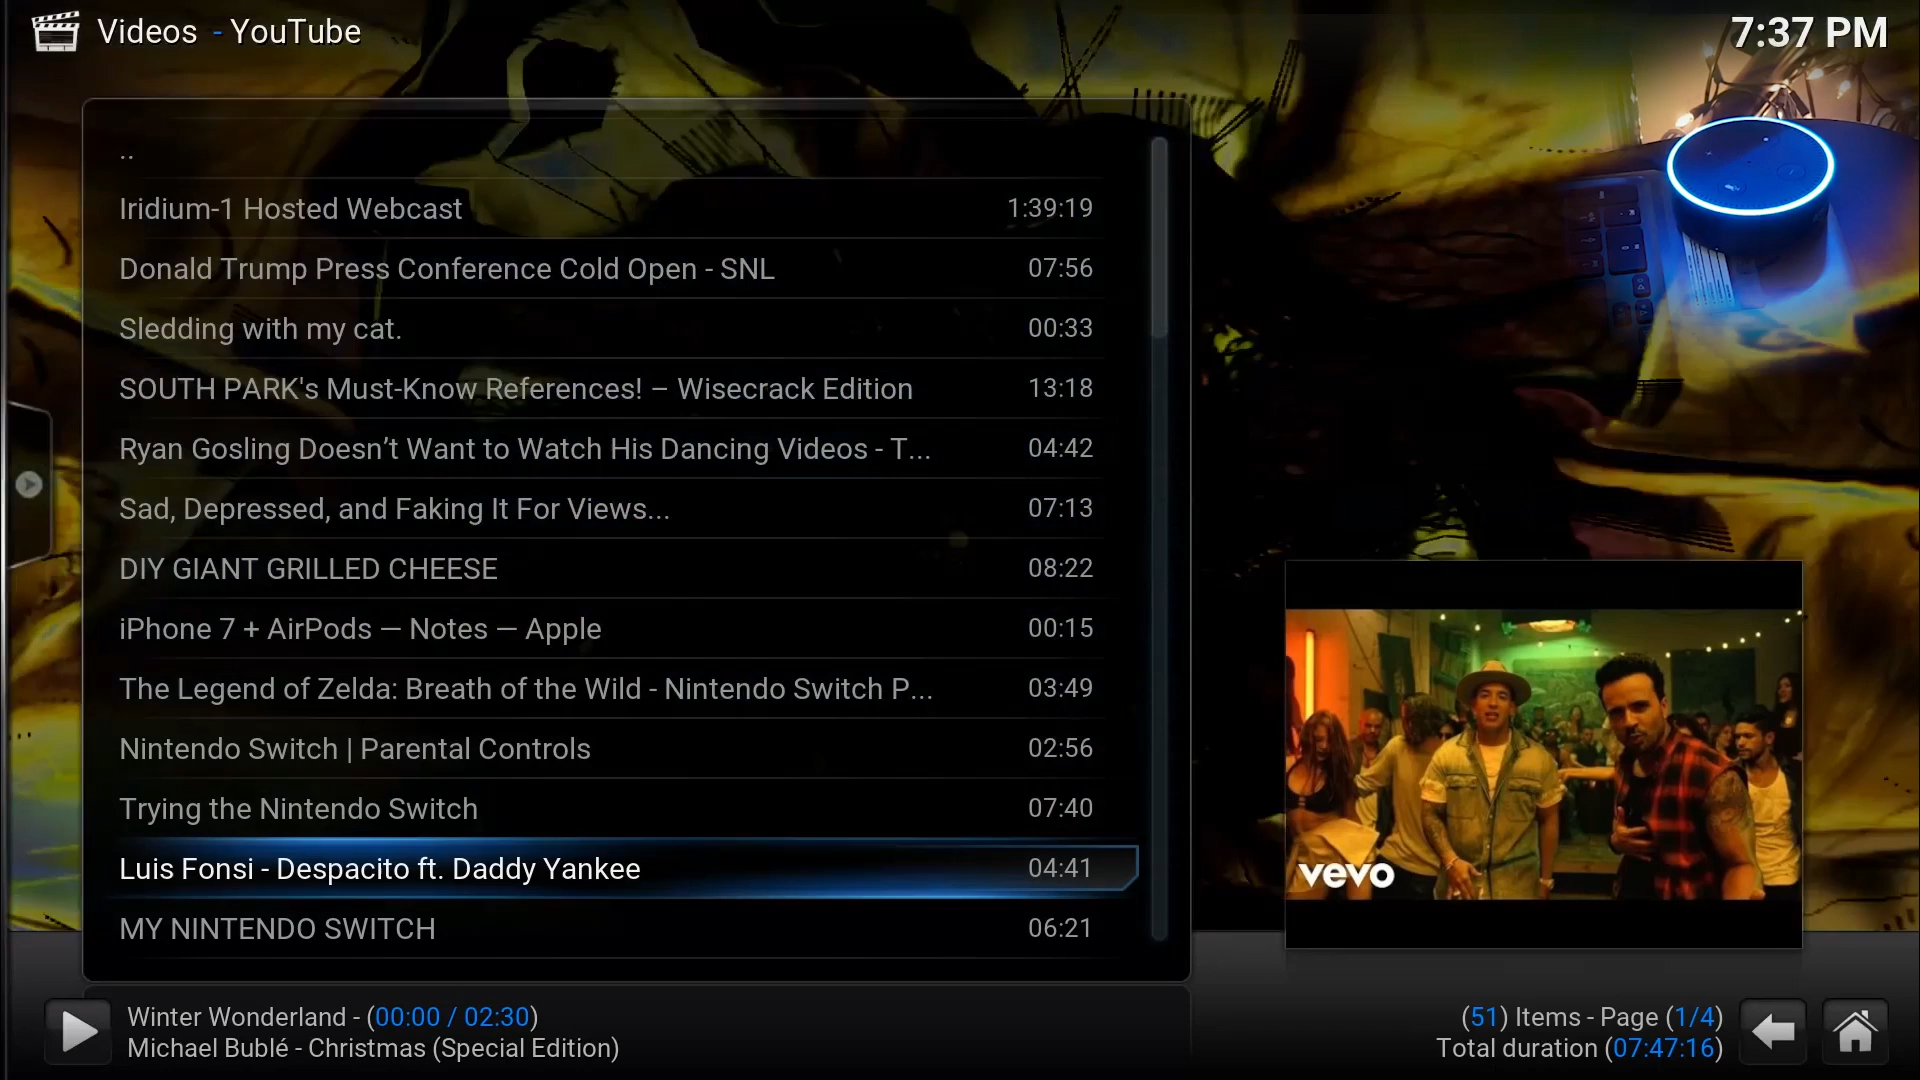 Videos - YouTube
7:37 PM
..
Iridium-1 Hosted Webcast 1:39:19
Donald Trump Press Conference Cold Open - SNL 07:56
Sledding with my cat. 00:33
SOUTH PARK's Must-Know References! – Wisecrack Edition 13:18
Ryan Gosling Doesn’t Want to Watch His Dancing Videos - T... 04:42
Sad, Depressed, and Faking It For Views... 07:13
DIY GIANT GRILLED CHEESE 08:22
iPhone 7 + AirPods — Notes — Apple 00:15
The Legend of Zelda: Breath of the Wild - Nintendo Switch P... 03:49
Nintendo Switch | Parental Controls 02:56
Trying the Nintendo Switch 07:40
Luis Fonsi - Despacito ft. Daddy Yankee 04:41
MY NINTENDO SWITCH 06:21
vevo
Winter Wonderland - (00:00 / 02:30)
Michael Bublé - Christmas (Special Edition)
(51) Items - Page (1/4)
Total duration (07:47:16)